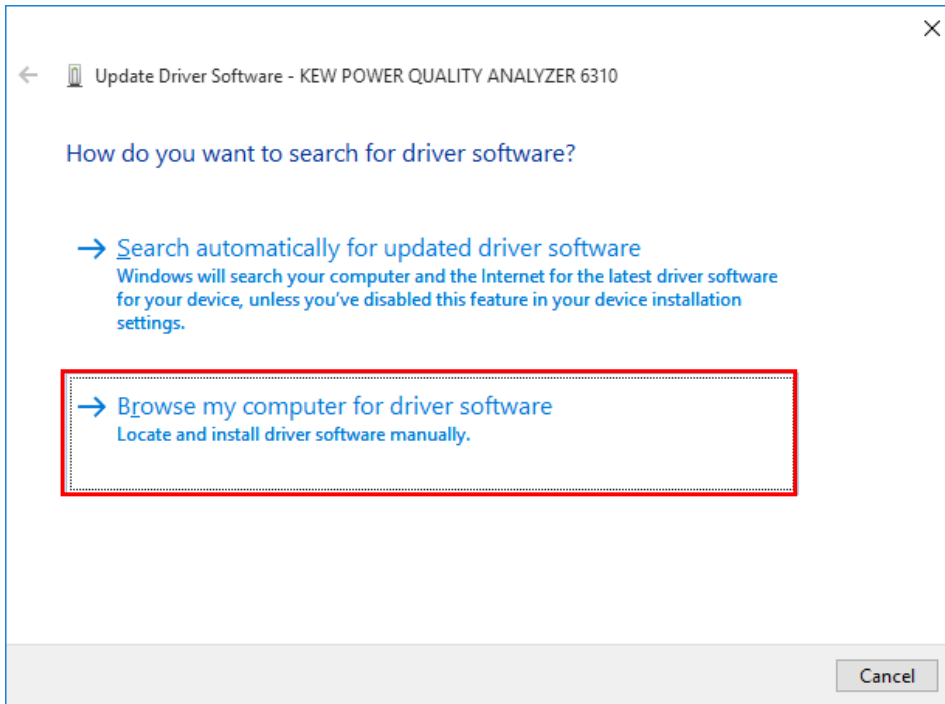 Update Driver Software - KEW POWER QUALITY ANALYZER 6310
How do you want to search for driver software?
Search automatically for updated driver software
Windows will search your computer and the Internet for the latest driver software
for your device, unless you've disabled this feature in your device installation
settings.
Browse my computer for driver software
Locate and install driver software manually.
Cancel